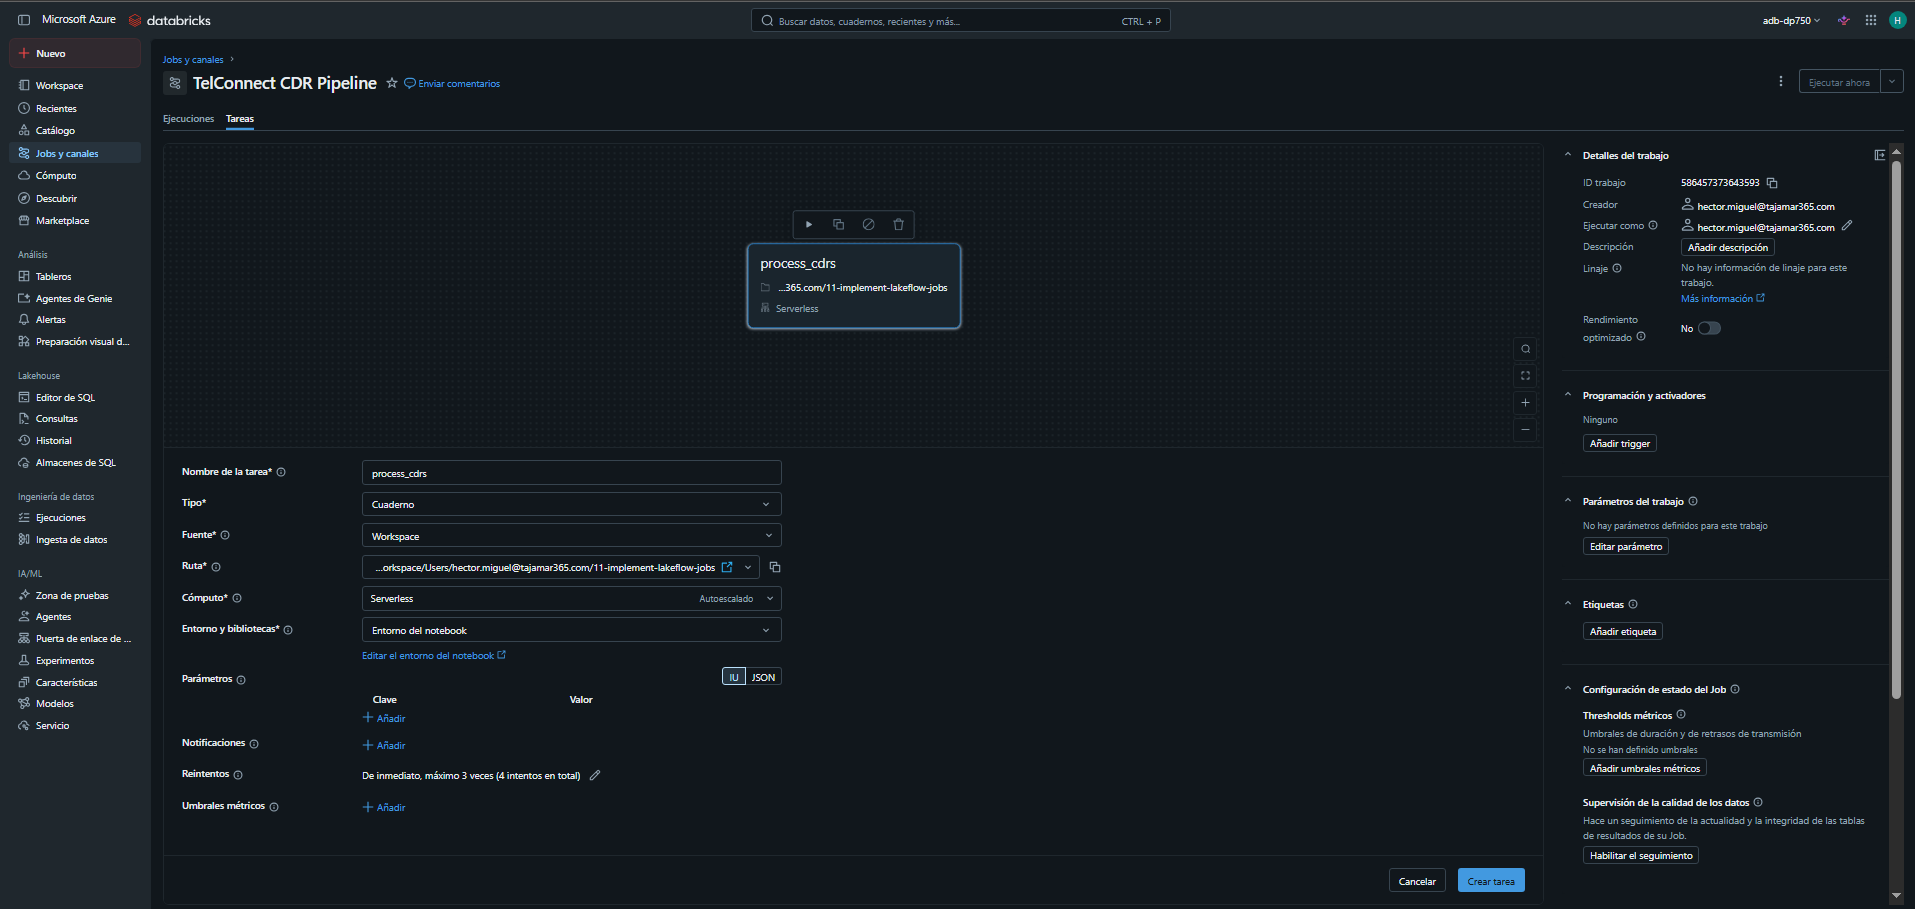 Microsoft Azure databricks
Buscar datos, cuadernos, recientes y más... CTRL + P
adb-dp750
H
Nuevo
Workspace
Recientes
Catálogo
Jobs y canales
Cómputo
Descubrir
Marketplace
Análisis
Tableros
Agentes de Genie
Alertas
Preparación visual d...
Lakehouse
Editor de SQL
Consultas
Historial
Almacenes de SQL
Ingeniería de datos
Ejecuciones
Ingesta de datos
IA/ML
Zona de pruebas
Agentes
Puerta de enlace de ...
Experimentos
Características
Modelos
Servicio
Jobs y canales
TelConnect CDR Pipeline Enviar comentarios
Ejecutar ahora
Ejecuciones Tareas
process_cdrs
...365.com/11-implement-lakeflow-jobs
Serverless
Nombre de la tarea* process_cdrs
Tipo* Cuaderno
Fuente* Workspace
Ruta* ...orkspace/Users/hector.miguel@tajamar365.com/11-implement-lakeflow-jobs
Cómputo* Serverless Autoescalado
Entorno y bibliotecas* Entorno del notebook
Editar el entorno del notebook
Parámetros IU JSON
Clave Valor
Añadir
Notificaciones Añadir
Reintentos De inmediato, máximo 3 veces (4 intentos en total)
Umbrales métricos Añadir
Cancelar Crear tarea
Detalles del trabajo
ID trabajo 586457373643593
Creador hector.miguel@tajamar365.com
Ejecutar como hector.miguel@tajamar365.com
Descripción Añadir descripción
Linaje No hay información de linaje para este
trabajo.
Más información
Rendimiento
optimizado No
Programación y activadores
Ninguno
Añadir trigger
Parámetros del trabajo
No hay parámetros definidos para este trabajo
Editar parámetro
Etiquetas
Añadir etiqueta
Configuración de estado del Job
Thresholds métricos
Umbrales de duración y de retrasos de transmisión
No se han definido umbrales
Añadir umbrales métricos
Supervisión de la calidad de los datos
Hace un seguimiento de la actualidad y la integridad de las tablas
de resultados de su Job.
Habilitar el seguimiento